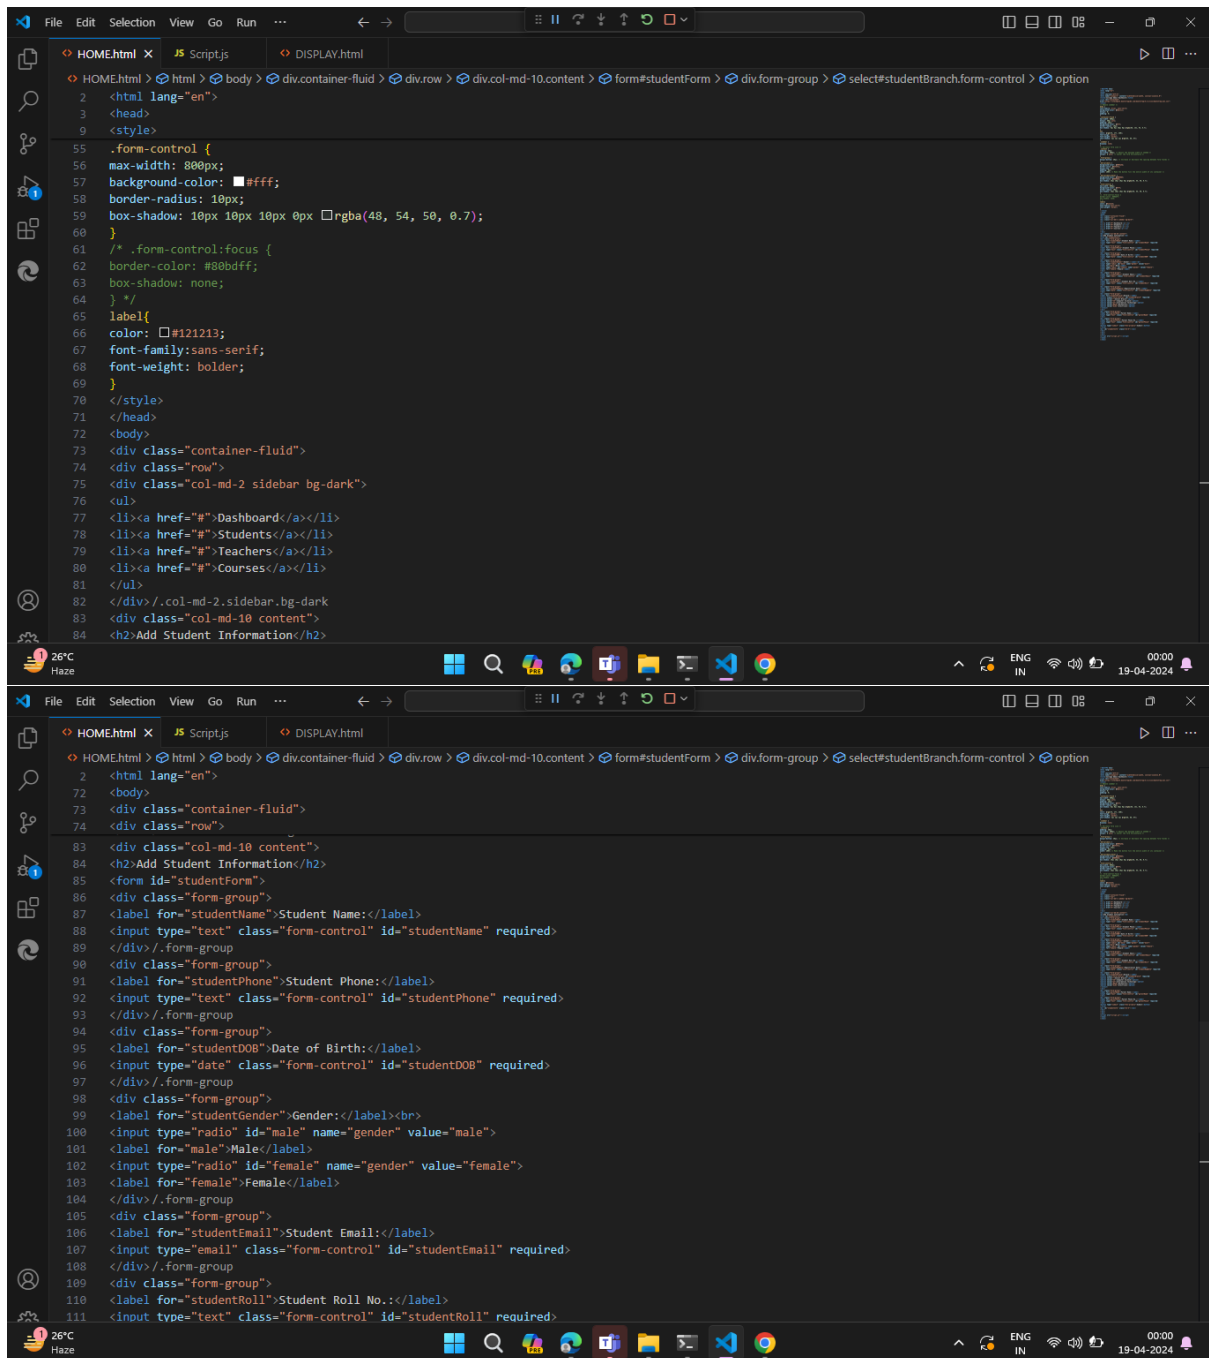 File Edit Selection View Go Run ···
HOME.html JS Script.js DISPLAY.html
HOME.html > html > body > div.container-fluid > div.row > div.col-md-10.content > form#studentForm > div.form-group > select#studentBranch.form-control > option
2 <html lang="en">
3 <head>
9 <style>
55 .form-control {
56 max-width: 800px;
57 background-color: #fff;
58 border-radius: 10px;
59 box-shadow: 10px 10px 10px 0px rgba(48, 54, 50, 0.7);
60 }
61 /* .form-control:focus {
62 border-color: #80bdff;
63 box-shadow: none;
64 } */
65 label{
66 color: #121213;
67 font-family:sans-serif;
68 font-weight: bolder;
69 }
70 </style>
71 </head>
72 <body>
73 <div class="container-fluid">
74 <div class="row">
75 <div class="col-md-2 sidebar bg-dark">
76 <ul>
77 <li><a href="#">Dashboard</a></li>
78 <li><a href="#">Students</a></li>
79 <li><a href="#">Teachers</a></li>
80 <li><a href="#">Courses</a></li>
81 </ul>
82 </div>/.col-md-2.sidebar.bg-dark
83 <div class="col-md-10 content">
84 <h2>Add Student Information</h2>
1 26°C
Haze
PRE
ENG
IN
00:00
19-04-2024
File Edit Selection View Go Run ···
HOME.html JS Script.js DISPLAY.html
HOME.html > html > body > div.container-fluid > div.row > div.col-md-10.content > form#studentForm > div.form-group > select#studentBranch.form-control > option
2 <html lang="en">
72 <body>
73 <div class="container-fluid">
74 <div class="row">
83 <div class="col-md-10 content">
84 <h2>Add Student Information</h2>
85 <form id="studentForm">
86 <div class="form-group">
87 <label for="studentName">Student Name:</label>
88 <input type="text" class="form-control" id="studentName" required>
89 </div>/.form-group
90 <div class="form-group">
91 <label for="studentPhone">Student Phone:</label>
92 <input type="text" class="form-control" id="studentPhone" required>
93 </div>/.form-group
94 <div class="form-group">
95 <label for="studentDOB">Date of Birth:</label>
96 <input type="date" class="form-control" id="studentDOB" required>
97 </div>/.form-group
98 <div class="form-group">
99 <label for="studentGender">Gender:</label><br>
100 <input type="radio" id="male" name="gender" value="male">
101 <label for="male">Male</label>
102 <input type="radio" id="female" name="gender" value="female">
103 <label for="female">Female</label>
104 </div>/.form-group
105 <div class="form-group">
106 <label for="studentEmail">Student Email:</label>
107 <input type="email" class="form-control" id="studentEmail" required>
108 </div>/.form-group
109 <div class="form-group">
110 <label for="studentRoll">Student Roll No.:</label>
111 <input type="text" class="form-control" id="studentRoll" required>
1 26°C
Haze
PRE
ENG
IN
00:00
19-04-2024